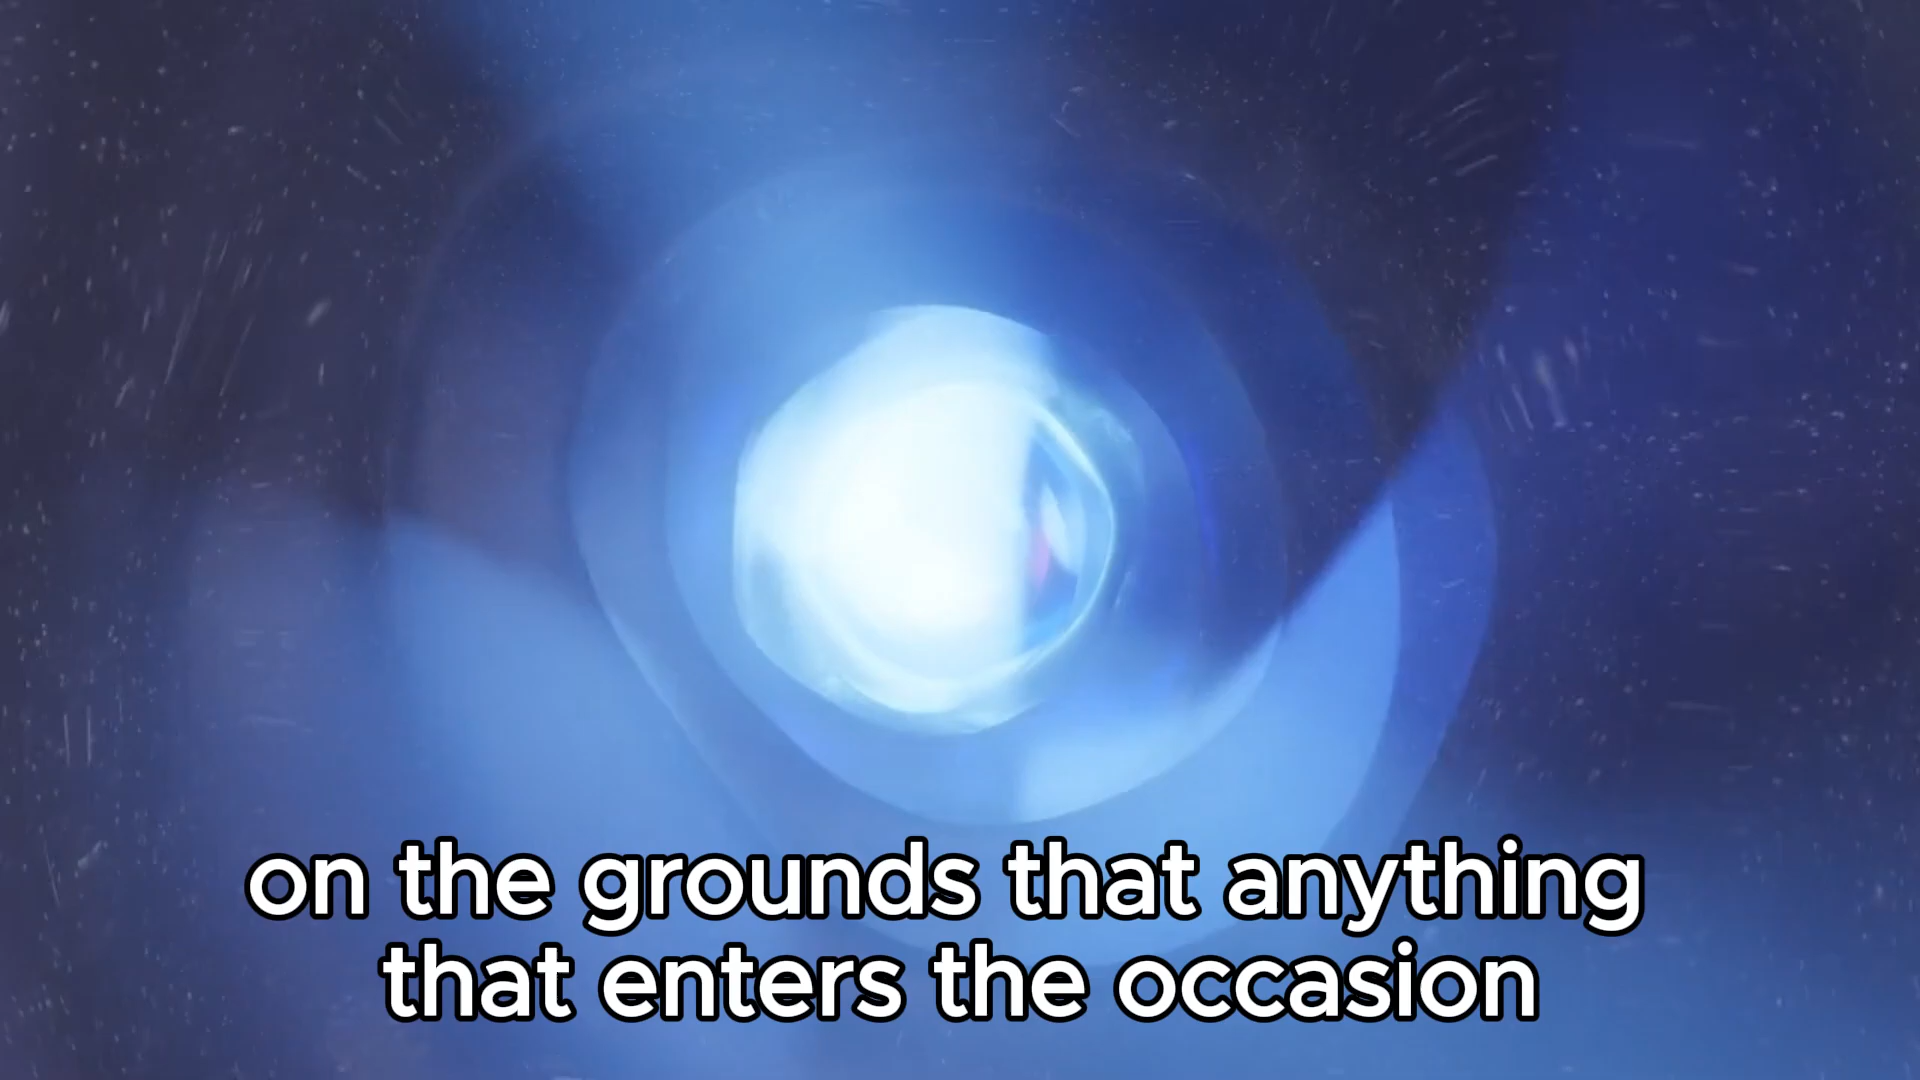 on the grounds that anything
that enters the occasion